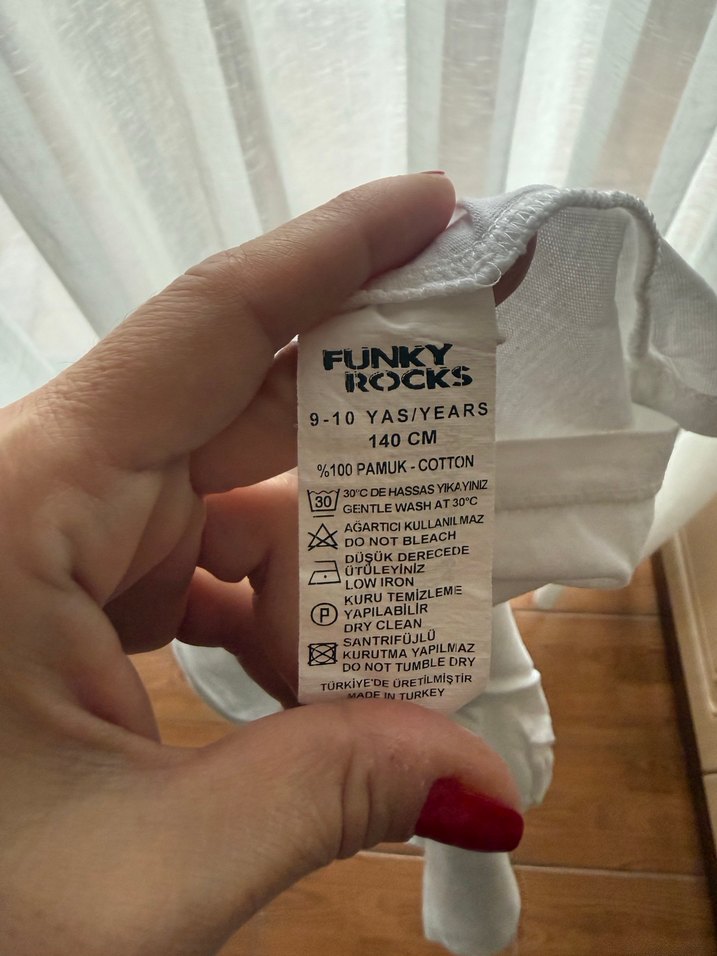 FUNKY
ROCKS
9-10 YAS/YEARS
140 CM
%100 PAMUK - COTTON
30
30°C DE HASSAS YIKAYINIZ
GENTLE WASH AT 30°C
AĞARTICI KULLANILMAZ
DO NOT BLEACH
DÜŞÜK DERECEDE
ÜTÜLEYİNİZ
LOW IRON
P
KURU TEMİZLEME
YAPILABİLİR
DRY CLEAN
SANTRIFÜJLÜ
KURUTMA YAPILMAZ
DO NOT TUMBLE DRY
TÜRKİYE'DE ÜRETİLMİŞTİR
MADE IN TURKEY